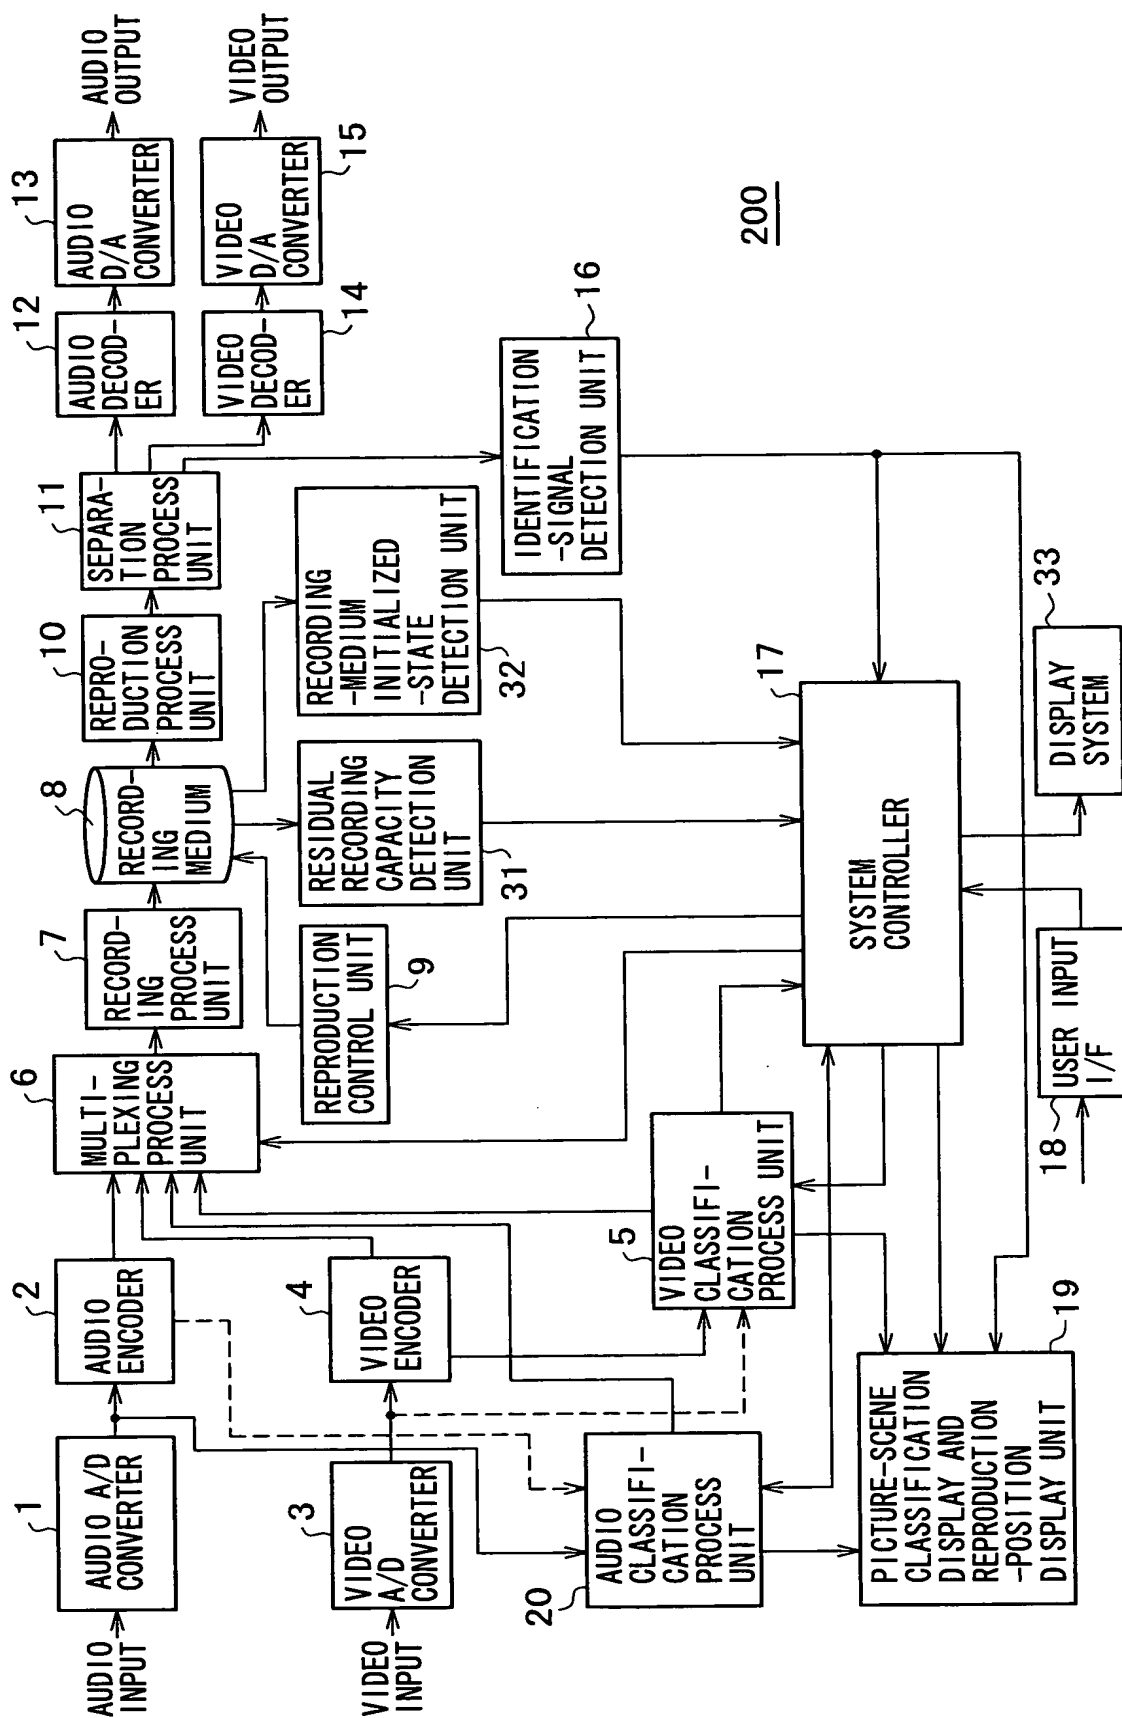 AUDIO
INPUT
1
AUDIO A/D
CONVERTER
2
AUDIO
ENCODER
6
MULTI-
PLEXING
PROCESS
UNIT
7
RECORD-
ING
PROCESS
UNIT
8
RECORD-
ING
MEDIUM
10
REPRO-
DUCTION
PROCESS
UNIT
11
SEPARA-
TION
PROCESS
UNIT
12
AUDIO
DECOD-
ER
13
AUDIO
D/A
CONVERTER
AUDIO
OUTPUT
14
VIDEO
DECOD-
ER
15
VIDEO
D/A
CONVERTER
VIDEO
OUTPUT
VIDEO
INPUT
3
VIDEO
A/D
CONVERTER
4
VIDEO
ENCODER
9
REPRODUCTION
CONTROL UNIT
31
RESIDUAL
RECORDING
CAPACITY
DETECTION
UNIT
32
RECORDING
-MEDIUM
INITIALIZED
-STATE
DETECTION UNIT
16
IDENTIFICATION
-SIGNAL
DETECTION UNIT
20
AUDIO
CLASSIFI-
CATION
PROCESS
UNIT
5
VIDEO
CLASSIFI-
CATION
PROCESS UNIT
17
SYSTEM
CONTROLLER
200
19
PICTURE-SCENE
CLASSIFICATION
DISPLAY AND
REPRODUCTION
-POSITION
DISPLAY UNIT
18
USER INPUT
I/F
33
DISPLAY
SYSTEM